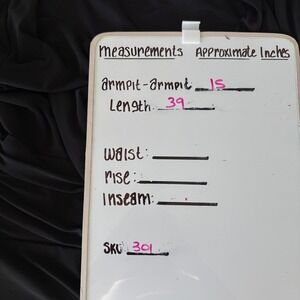 measurements Approximate Inches
armpit-armpit 15
Length: 39
waist:
rise:
Inseam:
SKU 301